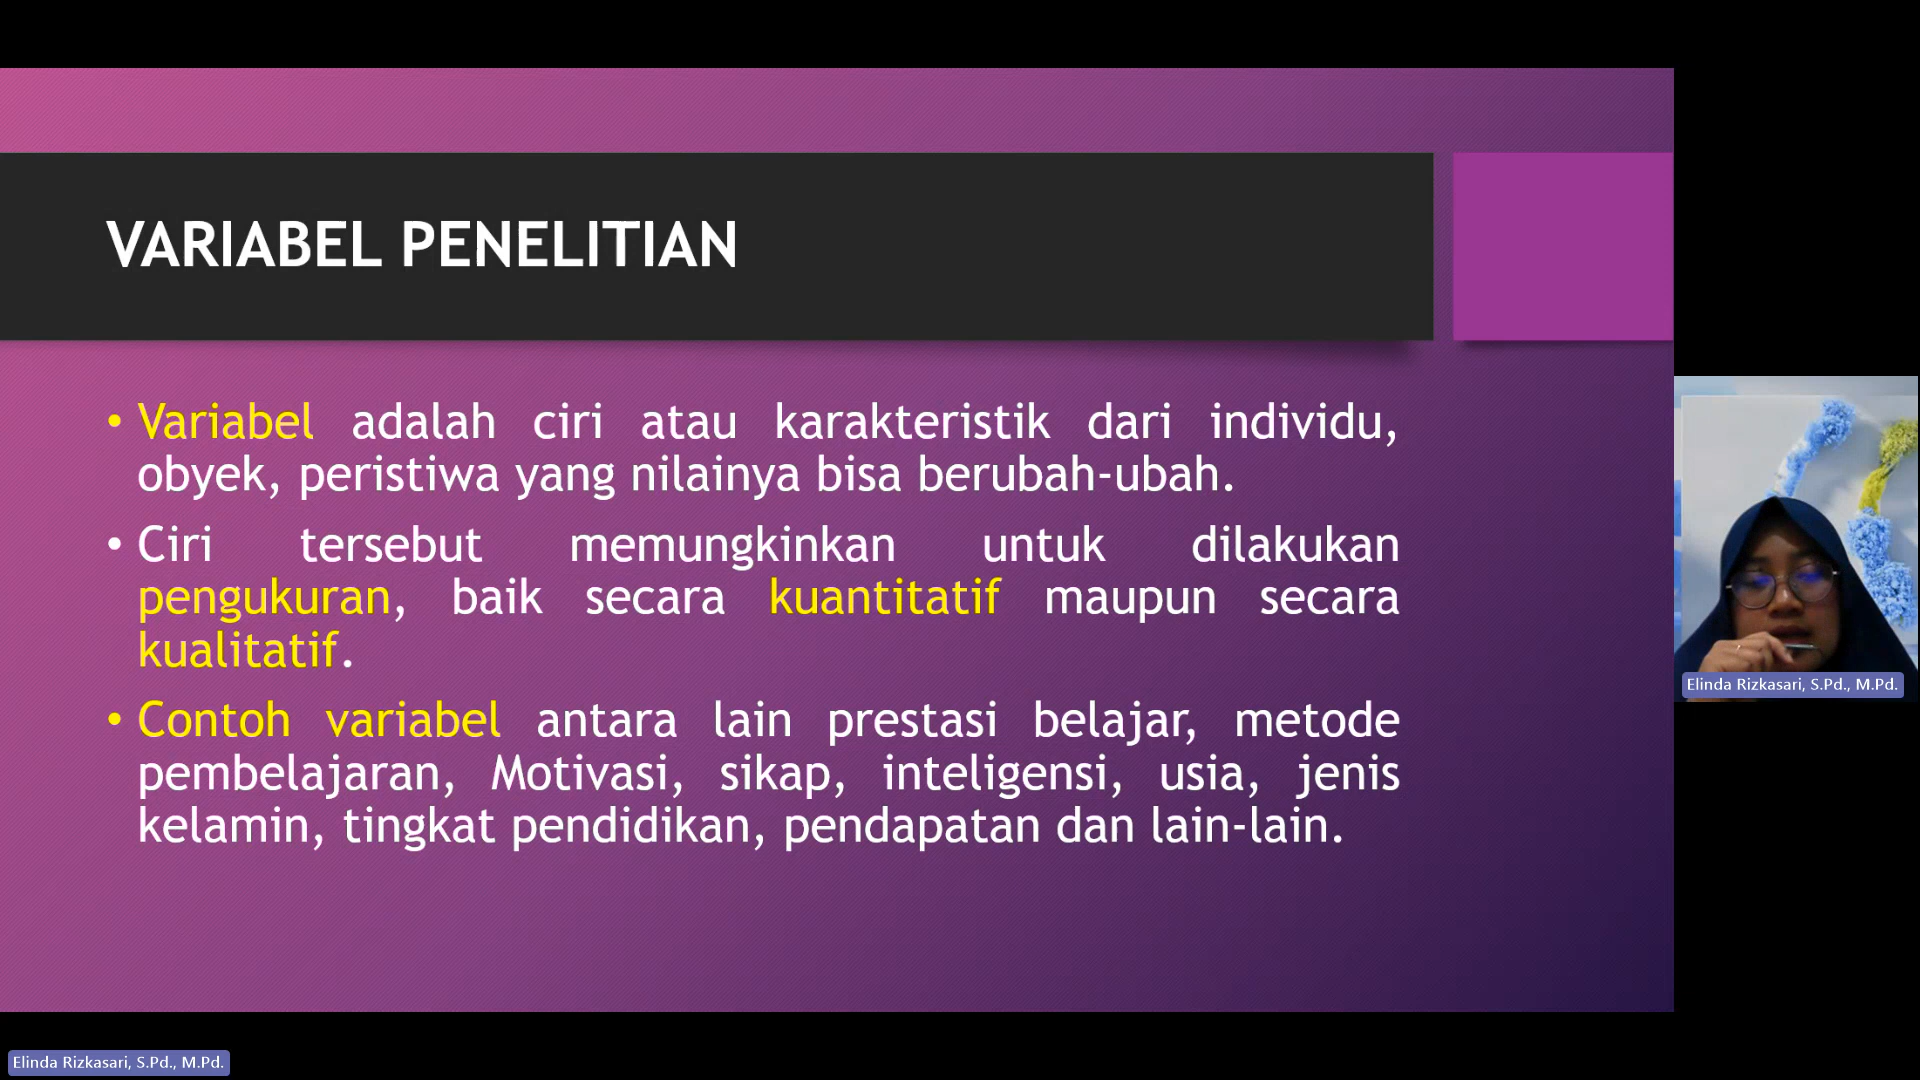 VARIABEL PENELITIAN
• Variabel adalah ciri atau karakteristik dari individu,
obyek, peristiwa yang nilainya bisa berubah-ubah.
• Ciri tersebut memungkinkan untuk dilakukan
pengukuran, baik secara kuantitatif maupun secara
kualitatif.
• Contoh variabel antara lain prestasi belajar, metode
pembelajaran, Motivasi, sikap, inteligensi, usia, jenis
kelamin, tingkat pendidikan, pendapatan dan lain-lain.
Elinda Rizkasari, S.Pd., M.Pd.
Elinda Rizkasari, S.Pd., M.Pd.